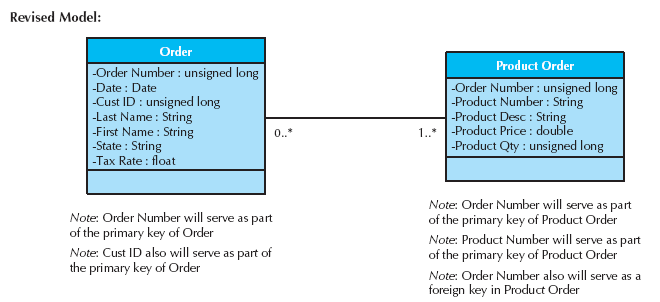 Revised Model:
Order
-Order Number : unsigned long
-Date : Date
-Cust ID : unsigned long
-Last Name : String
-First Name : String
-State : String
-Tax Rate : float
0..*
1..*
Product Order
-Order Number : unsigned long
-Product Number : String
-Product Desc : String
-Product Price : double
-Product Qty : unsigned long
Note: Order Number will serve as part
of the primary key of Order
Note: Cust ID also will serve as part of
the primary key of Order
Note: Order Number will serve as part
of the primary key of Product Order
Note: Product Number will serve as part
of the primary key of Product Order
Note: Order Number also will serve as a
foreign key in Product Order